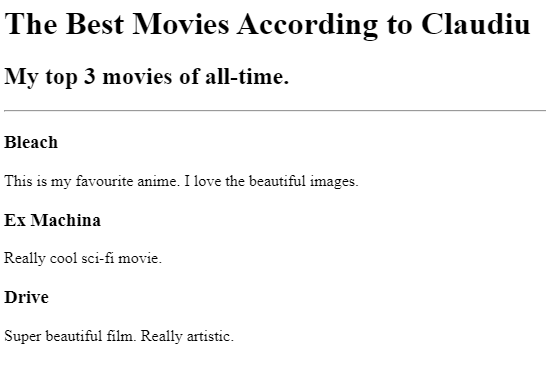 The Best Movies According to Claudiu
My top 3 movies of all-time.
Bleach
This is my favourite anime. I love the beautiful images.
Ex Machina
Really cool sci-fi movie.
Drive
Super beautiful film. Really artistic.